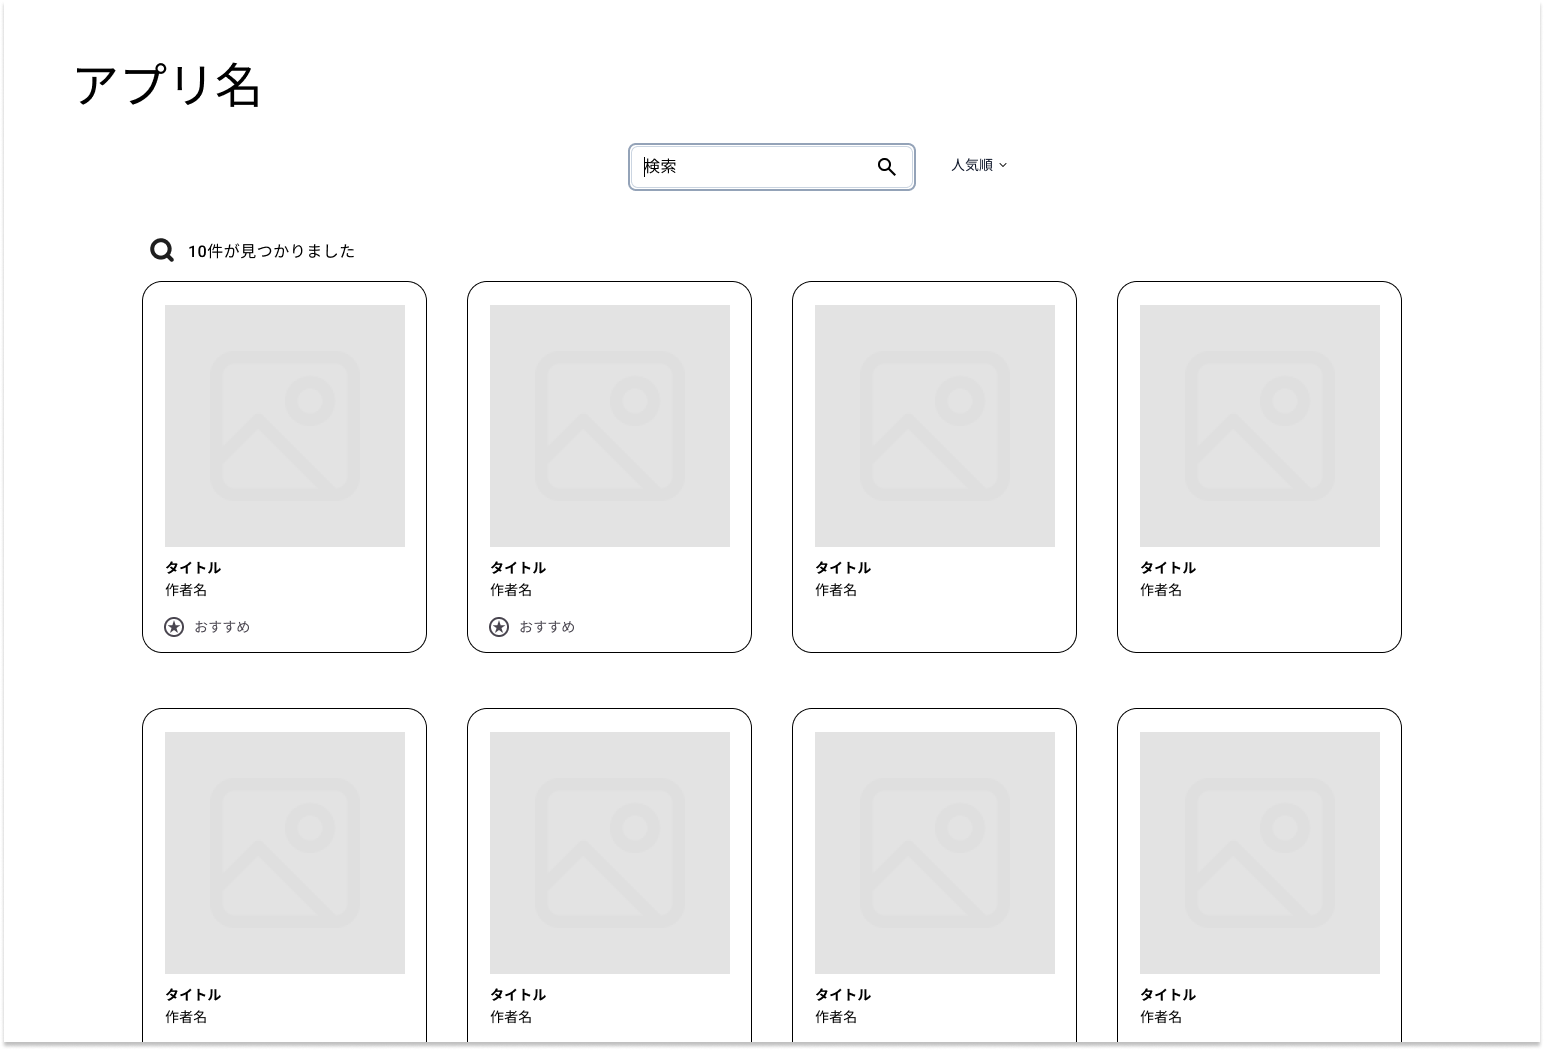 アプリ名
検索
人気順
10件が見つかりました
タイトル
作者名
おすすめ
タイトル
作者名
おすすめ
タイトル
作者名
タイトル
作者名
タイトル
作者名
タイトル
作者名
タイトル
作者名
タイトル
作者名